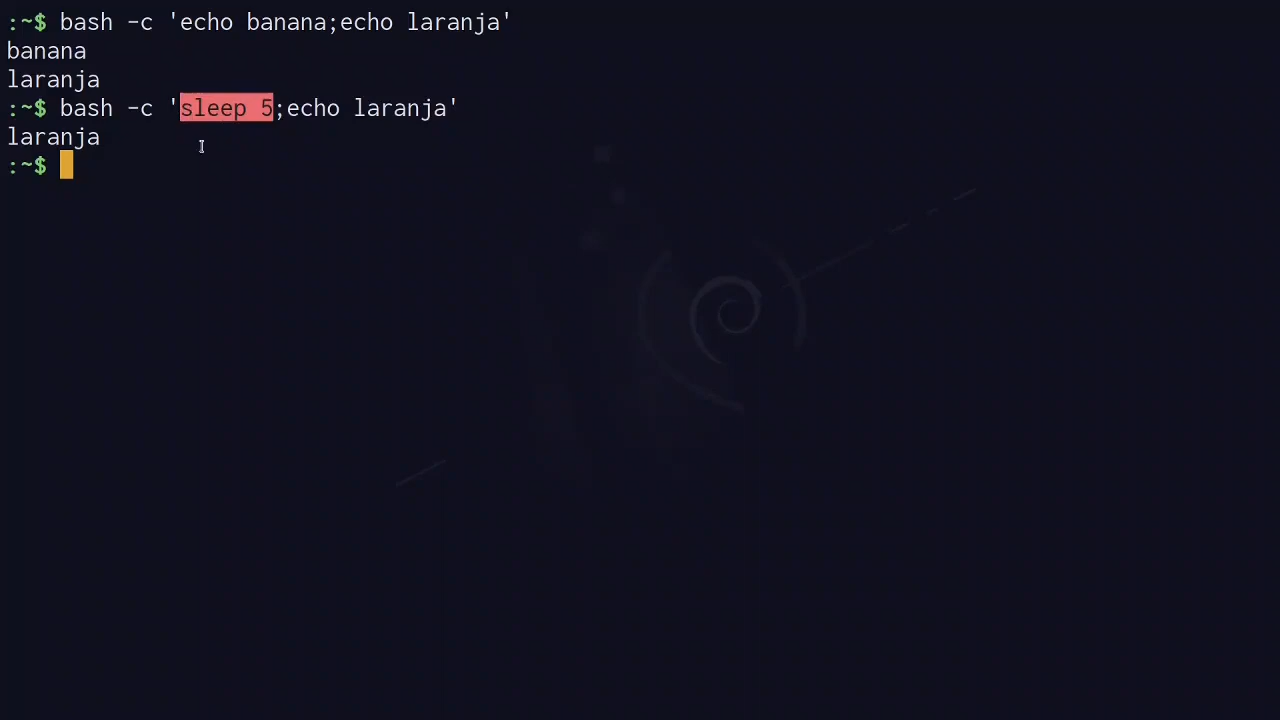 :~$ bash -c 'echo banana;echo laranja'
banana
laranja
:~$ bash -c 'sleep 5;echo laranja'
laranja
:~$